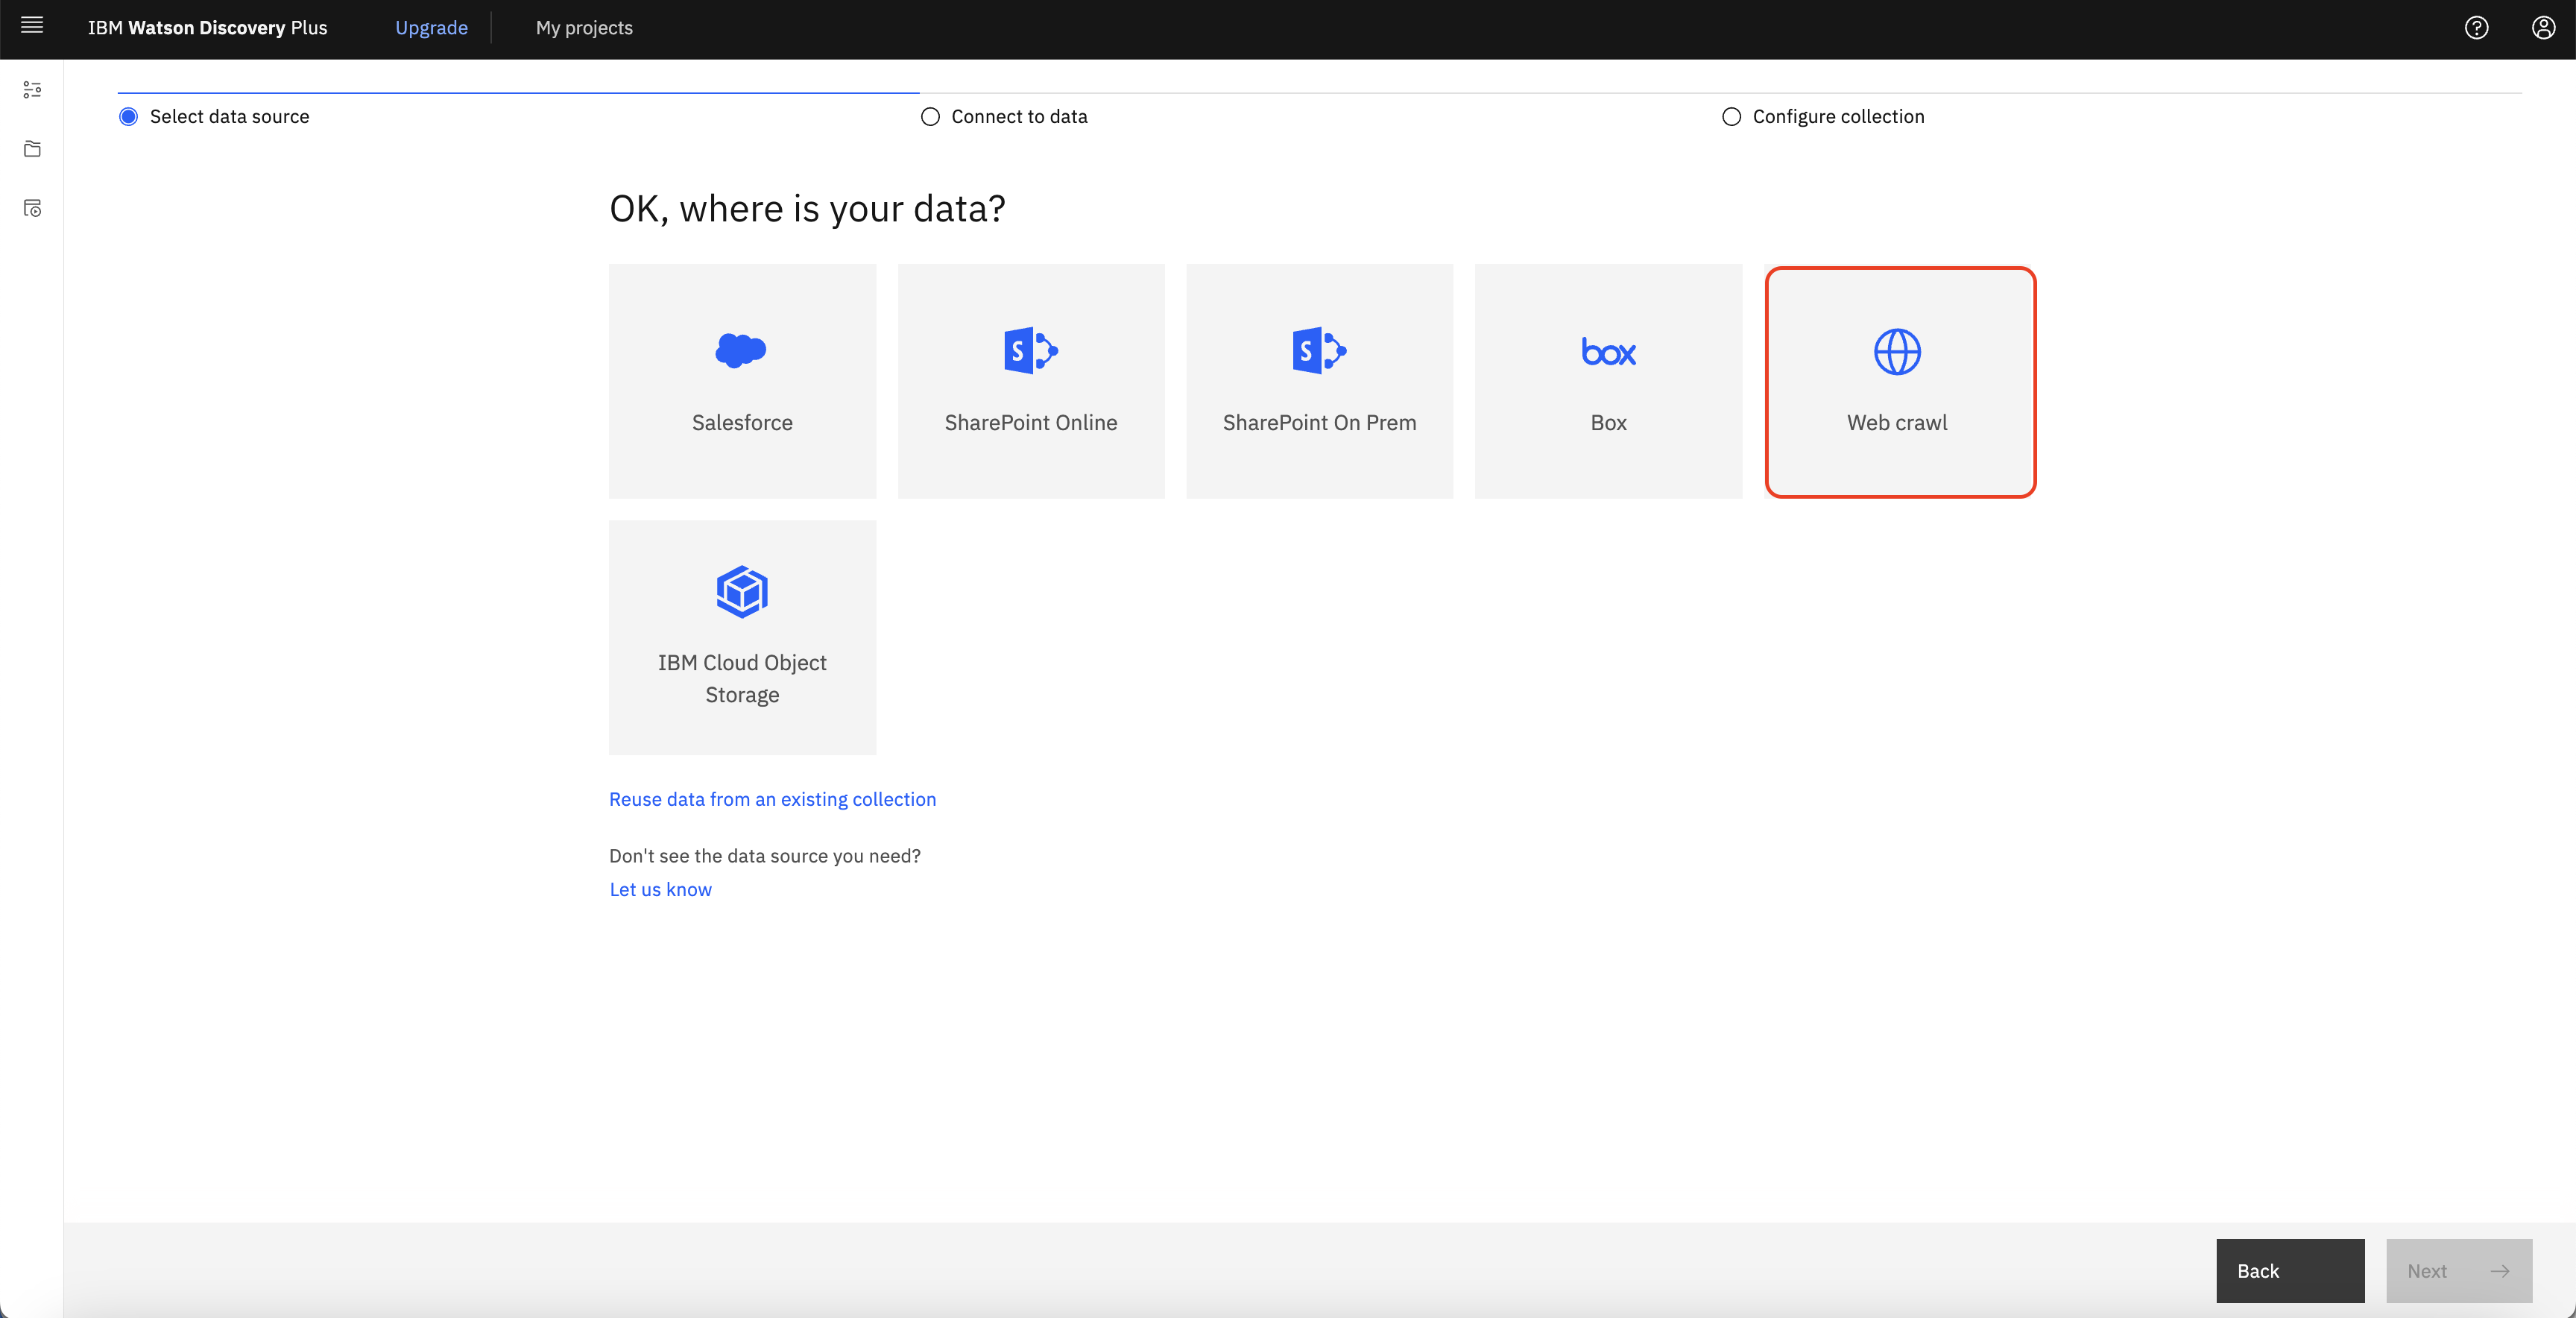 IBM Watson Discovery Plus
Upgrade
My projects
Select data source
Connect to data
Configure collection
OK, where is your data?
Salesforce
S
SharePoint Online
S
SharePoint On Prem
box
Box
Web crawl
IBM Cloud Object
Storage
Reuse data from an existing collection
Don't see the data source you need?
Let us know
Back
Next